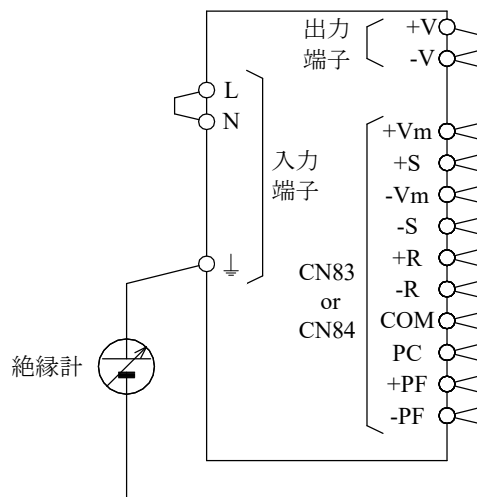 出力
端子
+V
-V
L
N
入力
端子
+Vm
+S
-Vm
-S
+R
-R
COM
PC
+PF
-PF
CN83
or
CN84
絶縁計